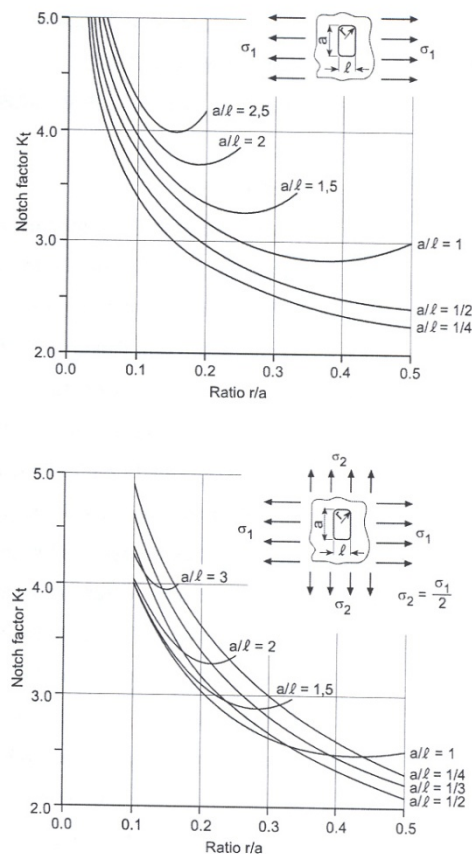 5.0
4.0
3.0
2.0
0.0
0.1
0.2
0.3
0.4
0.5
Notch factor Kt
Ratio r/a
σ1
σ1
a
r
ℓ
a/ℓ = 2,5
a/ℓ = 2
a/ℓ = 1,5
a/ℓ = 1
a/ℓ = 1/2
a/ℓ = 1/4
5.0
4.0
3.0
2.0
0.0
0.1
0.2
0.3
0.4
0.5
Notch factor Kt
Ratio r/a
σ2
σ1
σ1
a
r
ℓ
σ2
σ2 = σ1/2
a/ℓ = 3
a/ℓ = 2
a/ℓ = 1,5
a/ℓ = 1
a/ℓ = 1/4
a/ℓ = 1/3
a/ℓ = 1/2